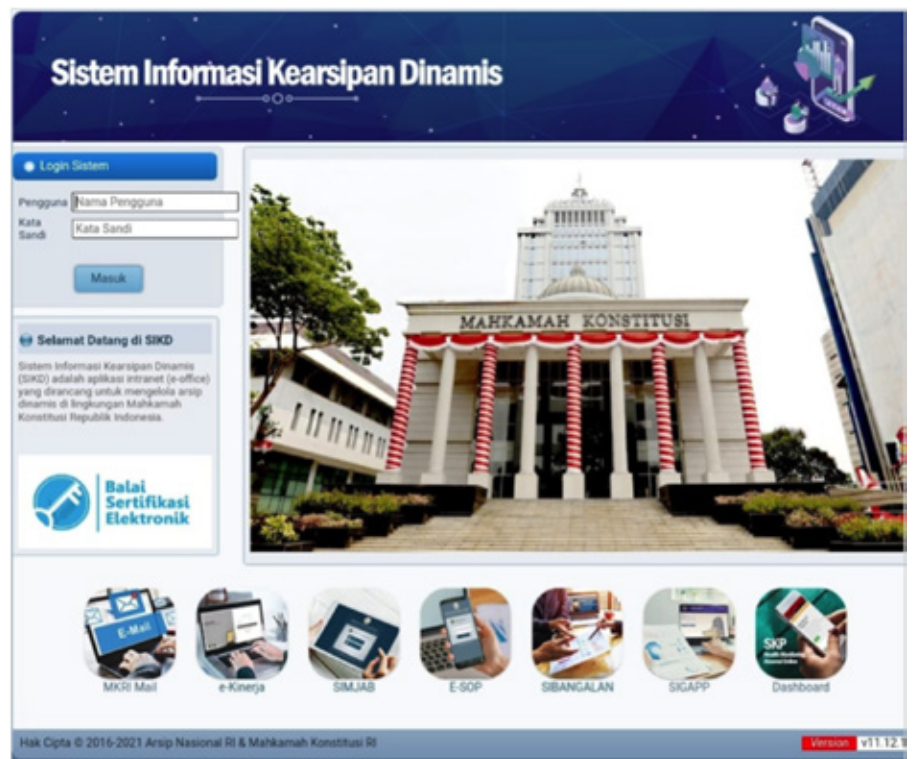 Sistem Informasi Kearsipan Dinamis
Login Sistem
Pengguna Nama Pengguna
Kata Sandi Kata Sandi
Masuk
Selamat Datang di SIKD
Sistem Informasi Kearsipan Dinamis
(SIKD) adalah aplikasi intranet (e-office)
yang dirancang untuk mengelola arsip
dinamis di lingkungan Mahkamah
Konstitusi Republik Indonesia.
Balai
Sertifikasi
Elektronik
MAHKAMAH KONSTITUSI
E-Mail
SKP
MKRI Mail
e-Kinerja
SIMJAB
E-SOP
SIBANGALAN
SIGAPP
Dashboard
Hak Cipta © 2016-2021 Arsip Nasional RI & Mahkamah Konstitusi RI
Version v11.12.1